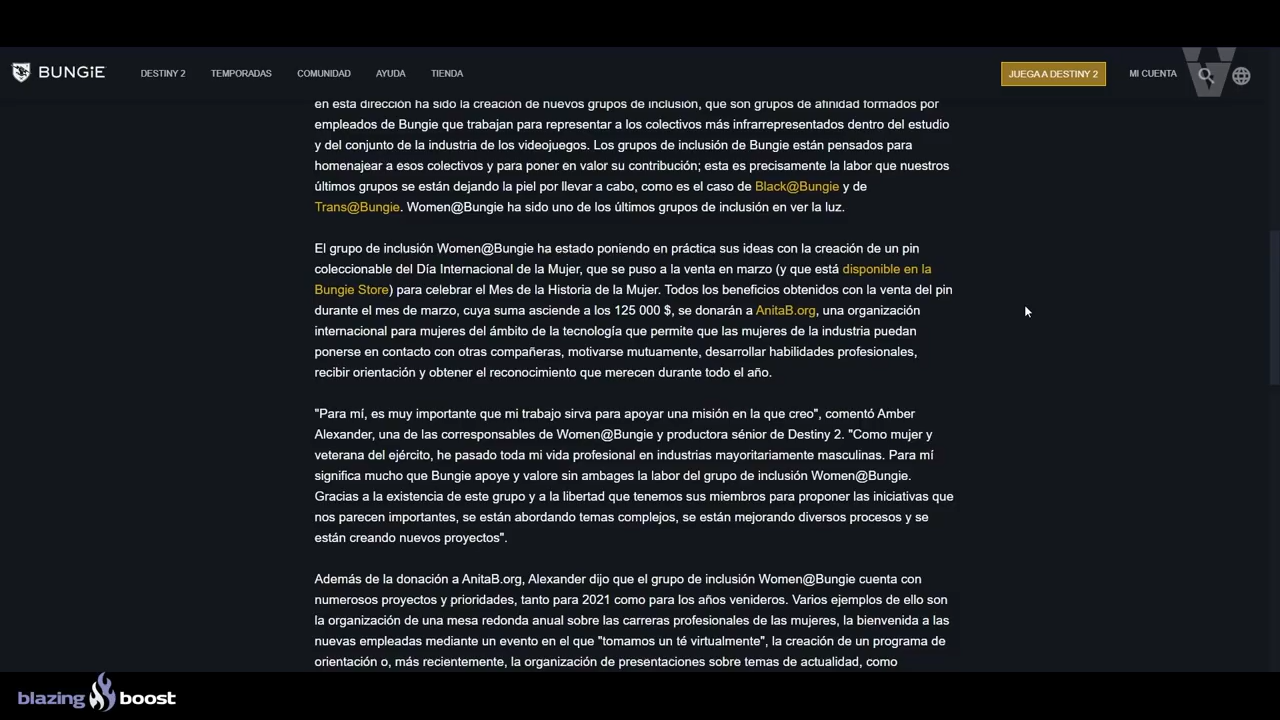 BUNGiE DESTINY 2 TEMPORADAS COMUNIDAD AYUDA TIENDA JUEGA A DESTINY 2 MI CUENTA
en esta dirección ha sido la creación de nuevos grupos de inclusión, que son grupos de afinidad formados por
empleados de Bungie que trabajan para representar a los colectivos más infrarrepresentados dentro del estudio
y del conjunto de la industria de los videojuegos. Los grupos de inclusión de Bungie están pensados para
homenajear a esos colectivos y para poner en valor su contribución; esta es precisamente la labor que nuestros
últimos grupos se están dejando la piel por llevar a cabo, como es el caso de Black@Bungie y de
Trans@Bungie. Women@Bungie ha sido uno de los últimos grupos de inclusión en ver la luz.
El grupo de inclusión Women@Bungie ha estado poniendo en práctica sus ideas con la creación de un pin
coleccionable del Día Internacional de la Mujer, que se puso a la venta en marzo (y que está disponible en la
Bungie Store) para celebrar el Mes de la Historia de la Mujer. Todos los beneficios obtenidos con la venta del pin
durante el mes de marzo, cuya suma asciende a los 125 000 $, se donarán a AnitaB.org, una organización
internacional para mujeres del ámbito de la tecnología que permite que las mujeres de la industria puedan
ponerse en contacto con otras compañeras, motivarse mutuamente, desarrollar habilidades profesionales,
recibir orientación y obtener el reconocimiento que merecen durante todo el año.
"Para mí, es muy importante que mi trabajo sirva para apoyar una misión en la que creo", comentó Amber
Alexander, una de las corresponsables de Women@Bungie y productora sénior de Destiny 2. "Como mujer y
veterana del ejército, he pasado toda mi vida profesional en industrias mayoritariamente masculinas. Para mí
significa mucho que Bungie apoye y valore sin ambages la labor del grupo de inclusión Women@Bungie.
Gracias a la existencia de este grupo y a la libertad que tenemos sus miembros para proponer las iniciativas que
nos parecen importantes, se están abordando temas complejos, se están mejorando diversos procesos y se
están creando nuevos proyectos".
Además de la donación a AnitaB.org, Alexander dijo que el grupo de inclusión Women@Bungie cuenta con
numerosos proyectos y prioridades, tanto para 2021 como para los años venideros. Varios ejemplos de ello son
la organización de una mesa redonda anual sobre las carreras profesionales de las mujeres, la bienvenida a las
nuevas empleadas mediante un evento en el que "tomamos un té virtualmente", la creación de un programa de
orientación o, más recientemente, la organización de presentaciones sobre temas de actualidad, como
blazing boost